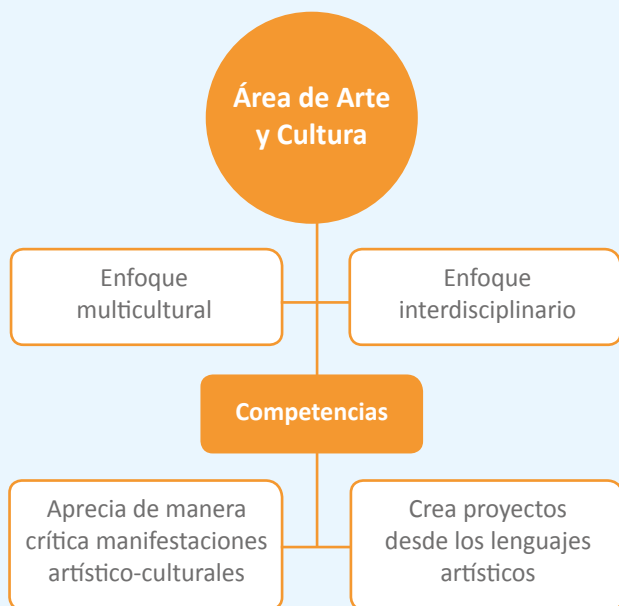 Área de Arte
y Cultura
Enfoque
multicultural
Enfoque
interdisciplinario
Competencias
Aprecia de manera
crítica manifestaciones
artístico-culturales
Crea proyectos
desde los lenguajes
artísticos